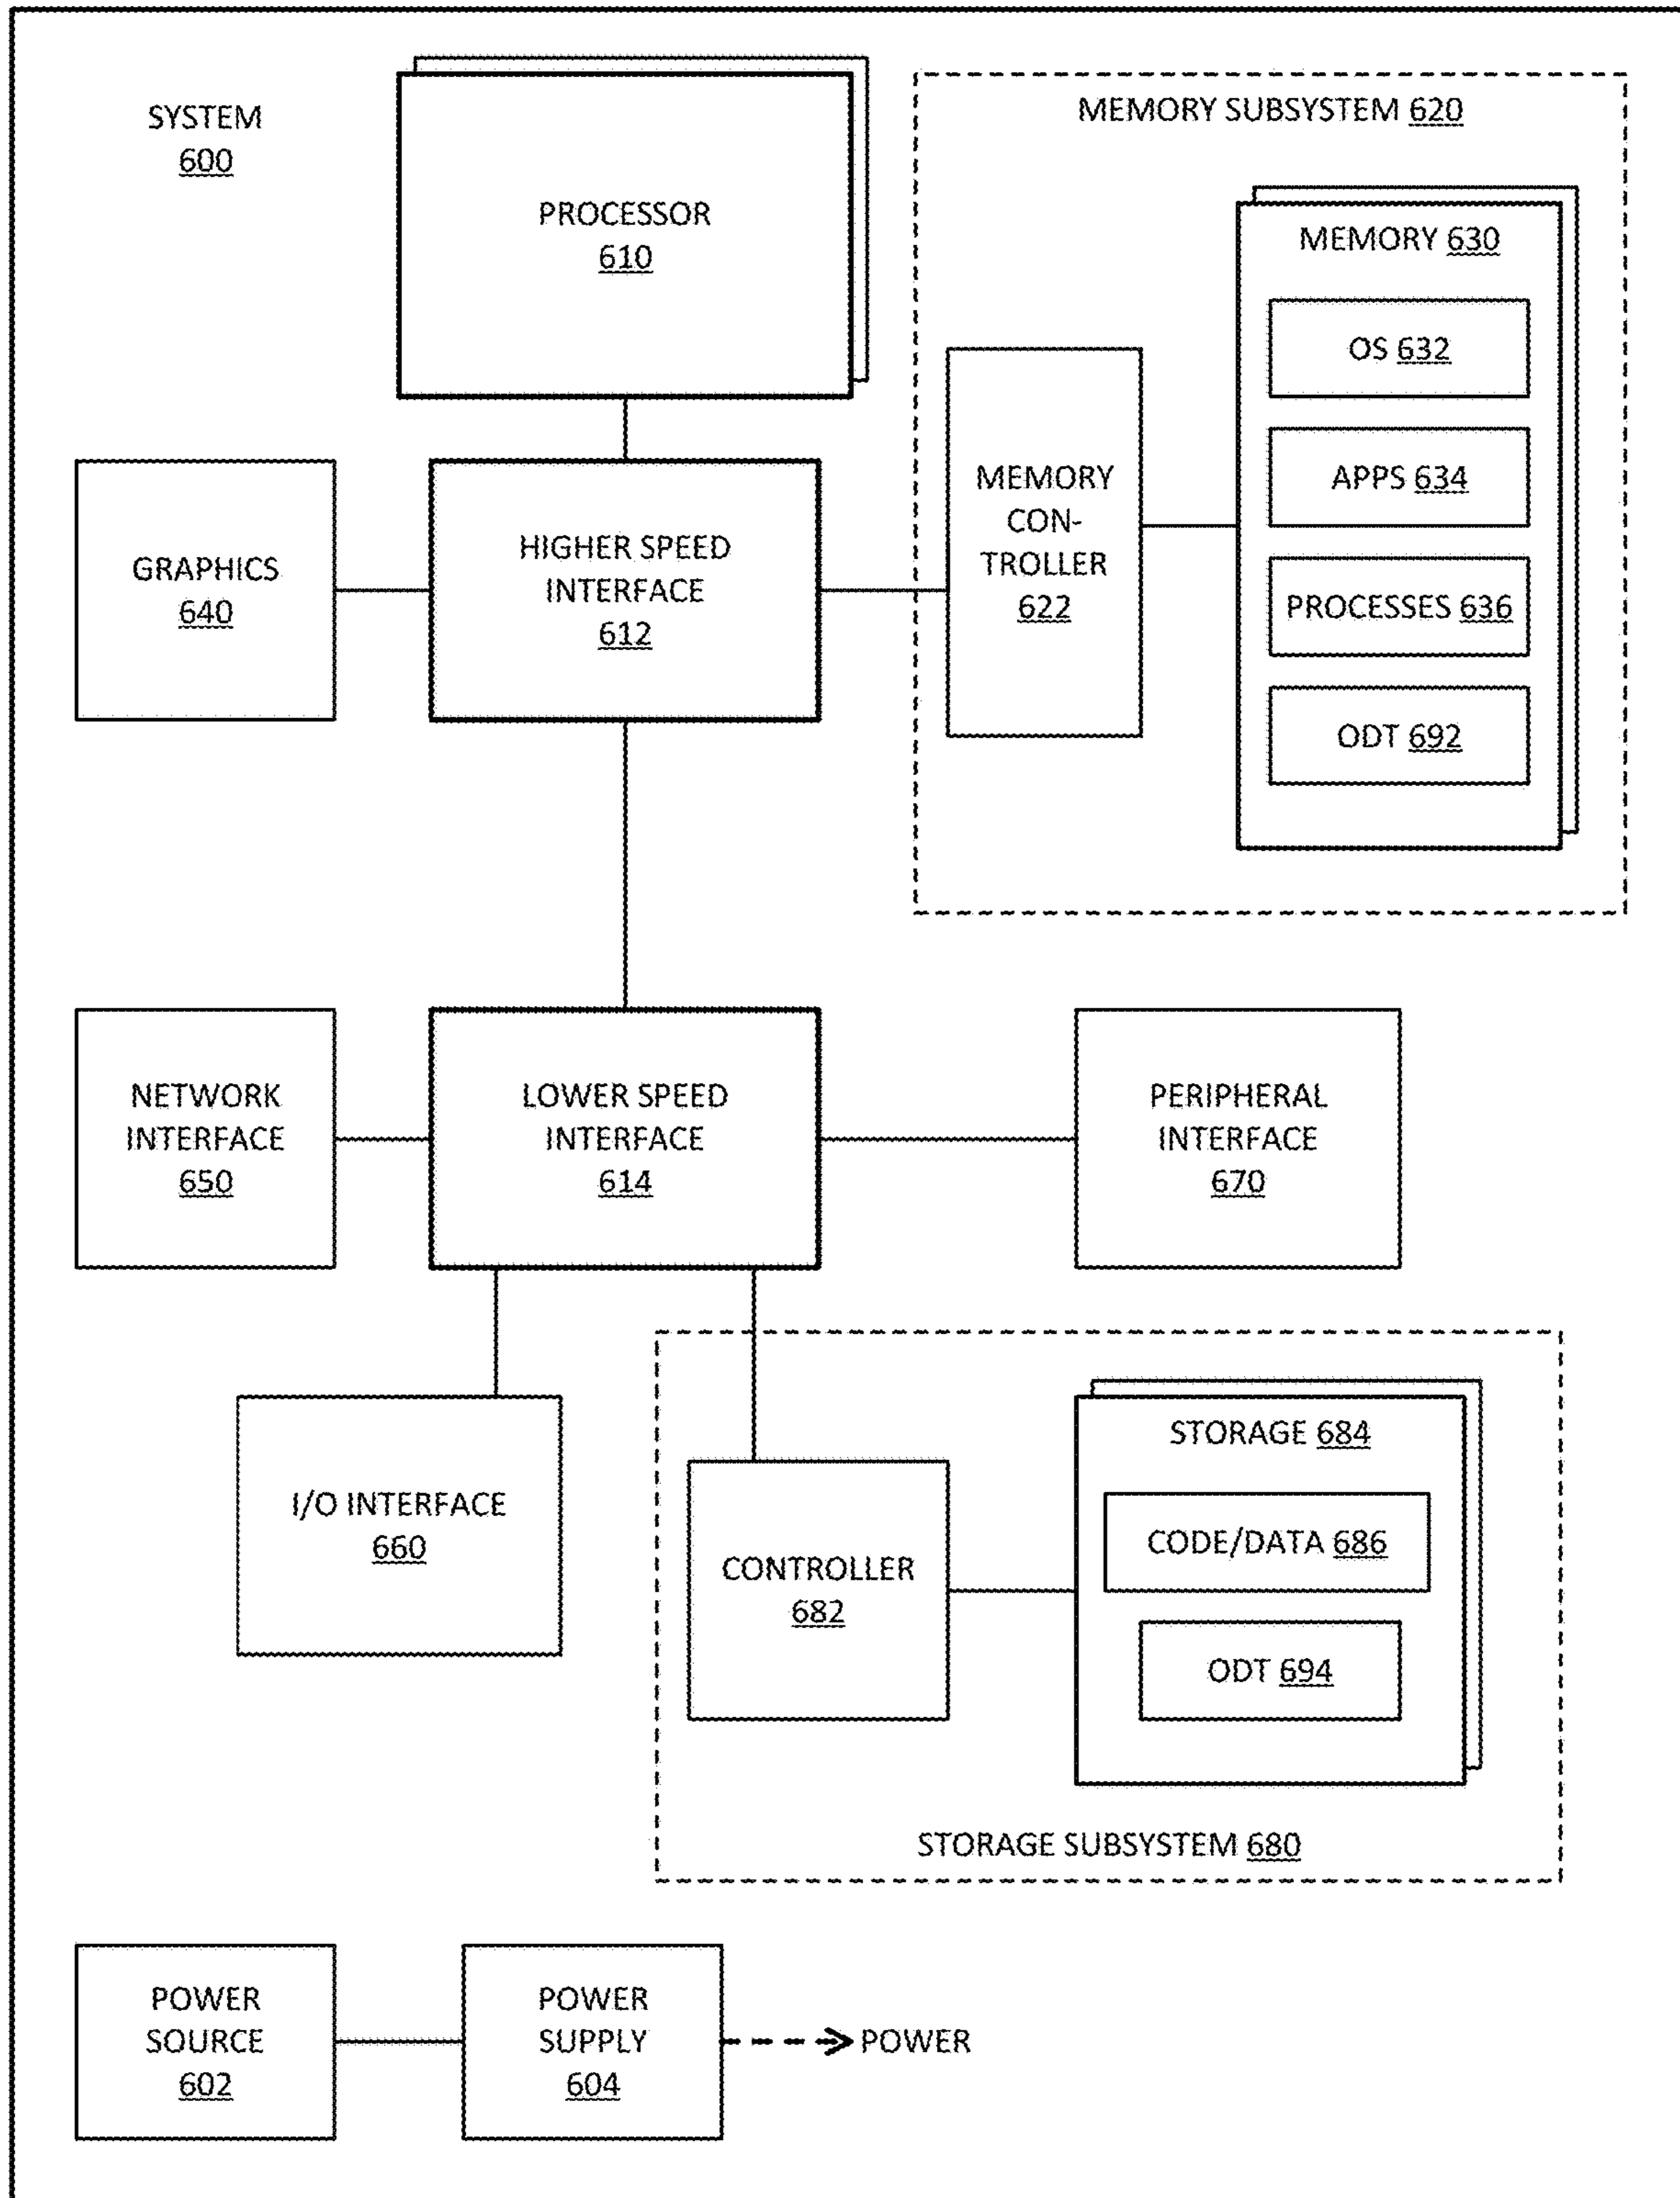 SYSTEM
600
PROCESSOR
610
MEMORY SUBSYSTEM 620
MEMORY 630
OS 632
APPS 634
PROCESSES 636
ODT 692
MEMORY
CON-
TROLLER
622
GRAPHICS
640
HIGHER SPEED
INTERFACE
612
NETWORK
INTERFACE
650
LOWER SPEED
INTERFACE
614
PERIPHERAL
INTERFACE
670
I/O INTERFACE
660
CONTROLLER
682
STORAGE 684
CODE/DATA 686
ODT 694
STORAGE SUBSYSTEM 680
POWER
SOURCE
602
POWER
SUPPLY
604
POWER